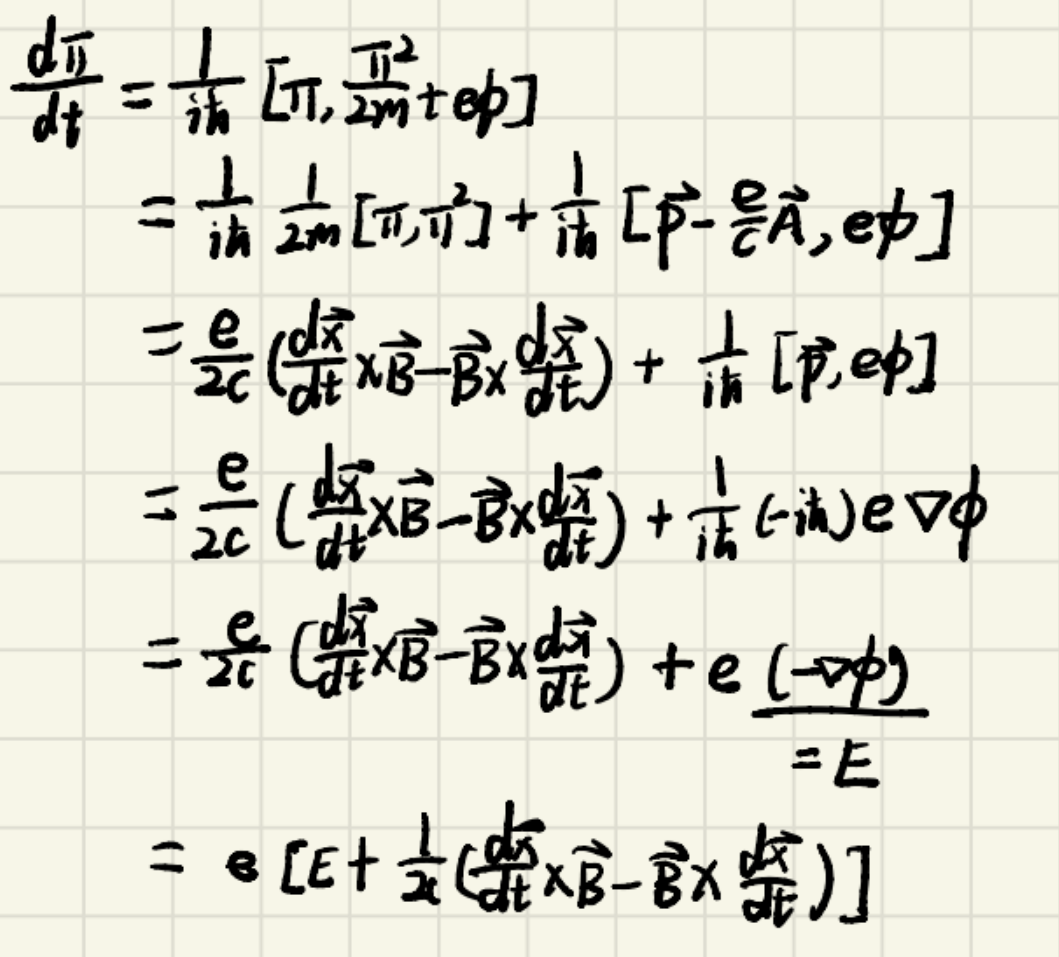 dπ/dt = 1/iħ [π, π²/2m + eφ]
= 1/iħ 1/2m [π, π²] + 1/iħ [p⃗ - e/c A⃗, eφ]
= e/2c (dx⃗/dt × B⃗ - B⃗ × dx⃗/dt) + 1/iħ [p⃗, eφ]
= e/2c (dx⃗/dt × B⃗ - B⃗ × dx⃗/dt) + 1/iħ (-iħ) e ∇φ
= e/2c (dx⃗/dt × B⃗ - B⃗ × dx⃗/dt) + e (-∇φ)
= E
= e [E + 1/2c (dx⃗/dt × B⃗ - B⃗ × dx⃗/dt)]